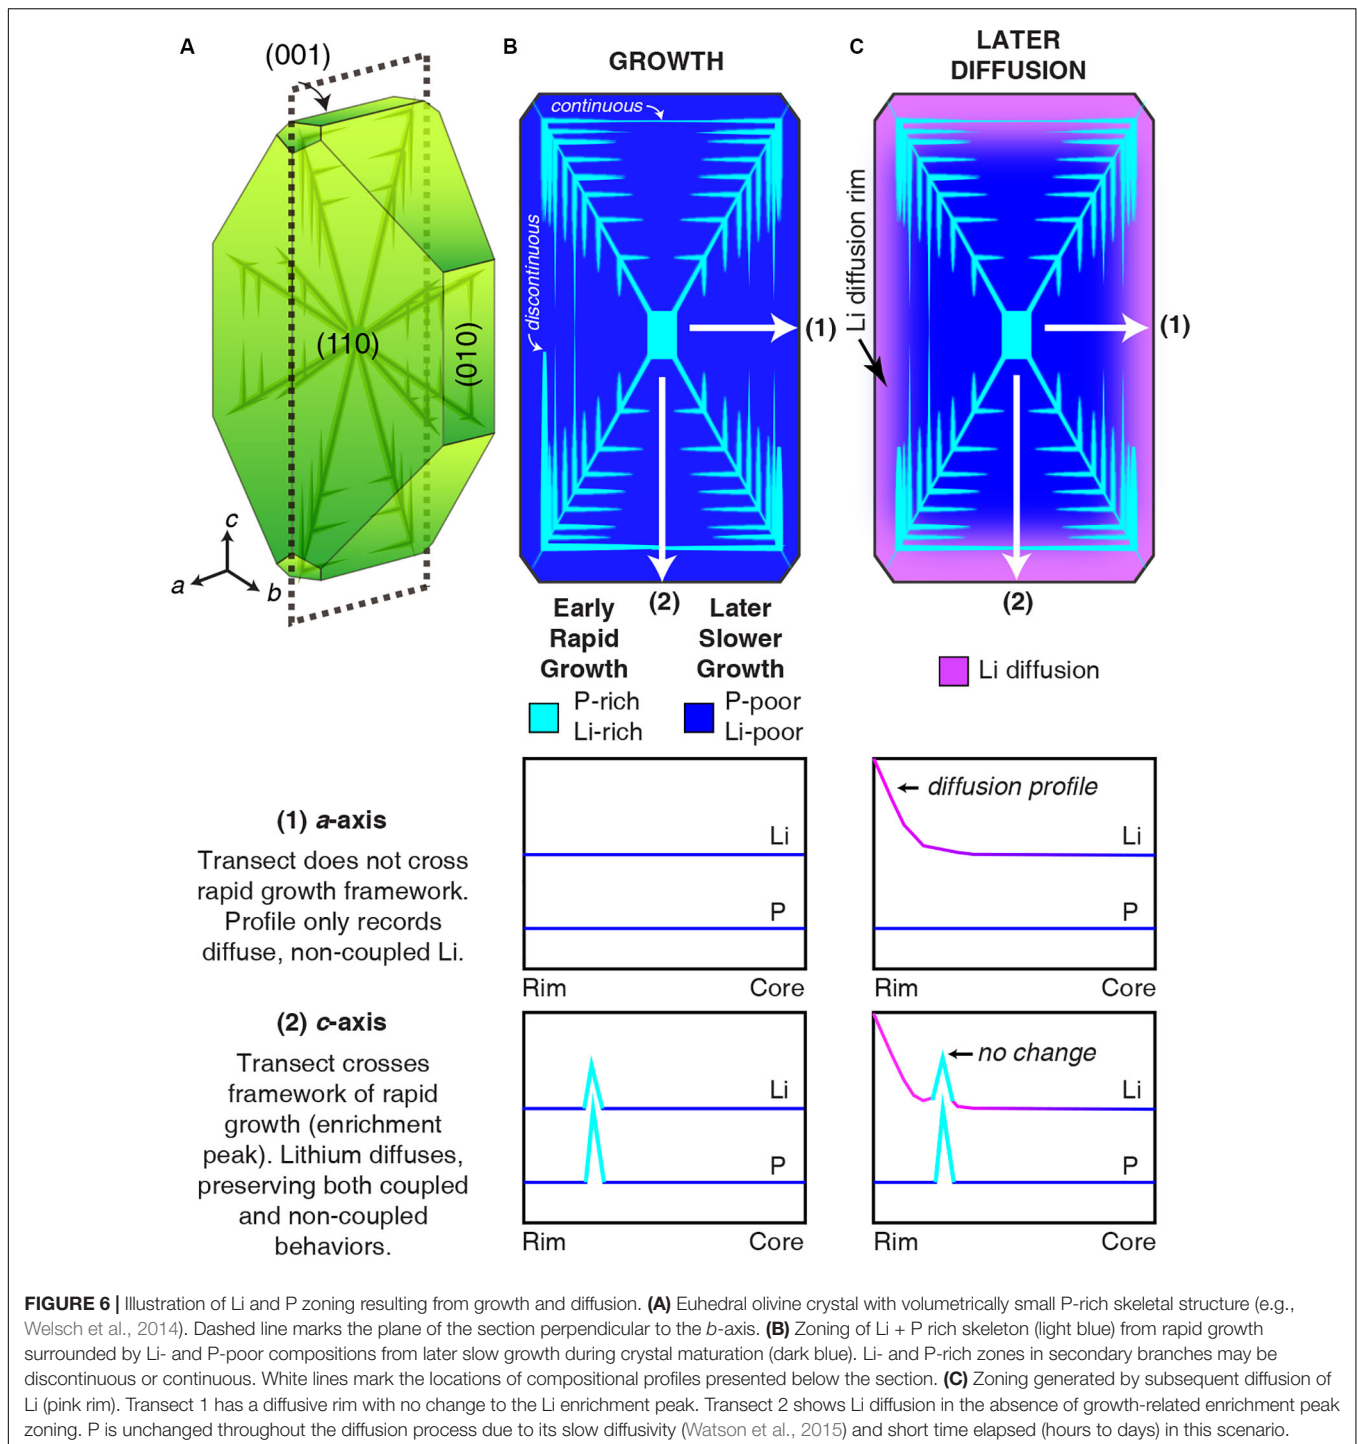 A
(001)
(110)
(010)
c
a
b
B
GROWTH
continuous
discontinuous
(1)
(2)
C
LATER
DIFFUSION
Li diffusion rim
(1)
(2)
Early
Rapid
Growth
P-rich
Li-rich
Later
Slower
Growth
P-poor
Li-poor
Li diffusion
(1) a-axis
Transect does not cross
rapid growth framework.
Profile only records
diffuse, non-coupled Li.
Li
P
Rim
Core
diffusion profile
Li
P
Rim
Core
(2) c-axis
Transect crosses
framework of rapid
growth (enrichment
peak). Lithium diffuses,
preserving both coupled
and non-coupled
behaviors.
Li
P
Rim
Core
no change
Li
P
Rim
Core
FIGURE 6 | Illustration of Li and P zoning resulting from growth and diffusion. (A) Euhedral olivine crystal with volumetrically small P-rich skeletal structure (e.g.,
Welsch et al., 2014). Dashed line marks the plane of the section perpendicular to the b-axis. (B) Zoning of Li + P rich skeleton (light blue) from rapid growth
surrounded by Li- and P-poor compositions from later slow growth during crystal maturation (dark blue). Li- and P-rich zones in secondary branches may be
discontinuous or continuous. White lines mark the locations of compositional profiles presented below the section. (C) Zoning generated by subsequent diffusion of
Li (pink rim). Transect 1 has a diffusive rim with no change to the Li enrichment peak. Transect 2 shows Li diffusion in the absence of growth-related enrichment peak
zoning. P is unchanged throughout the diffusion process due to its slow diffusivity (Watson et al., 2015) and short time elapsed (hours to days) in this scenario.